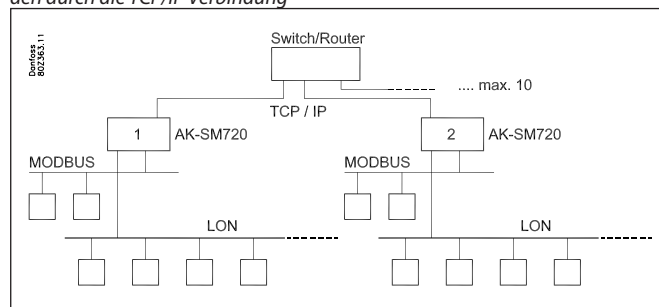 den durch die TCP/IP-Verbindung
Danfoss
80Z363.11
Switch/Router
.... max. 10
TCP / IP
1 AK-SM720
2 AK-SM720
MODBUS
MODBUS
LON
LON